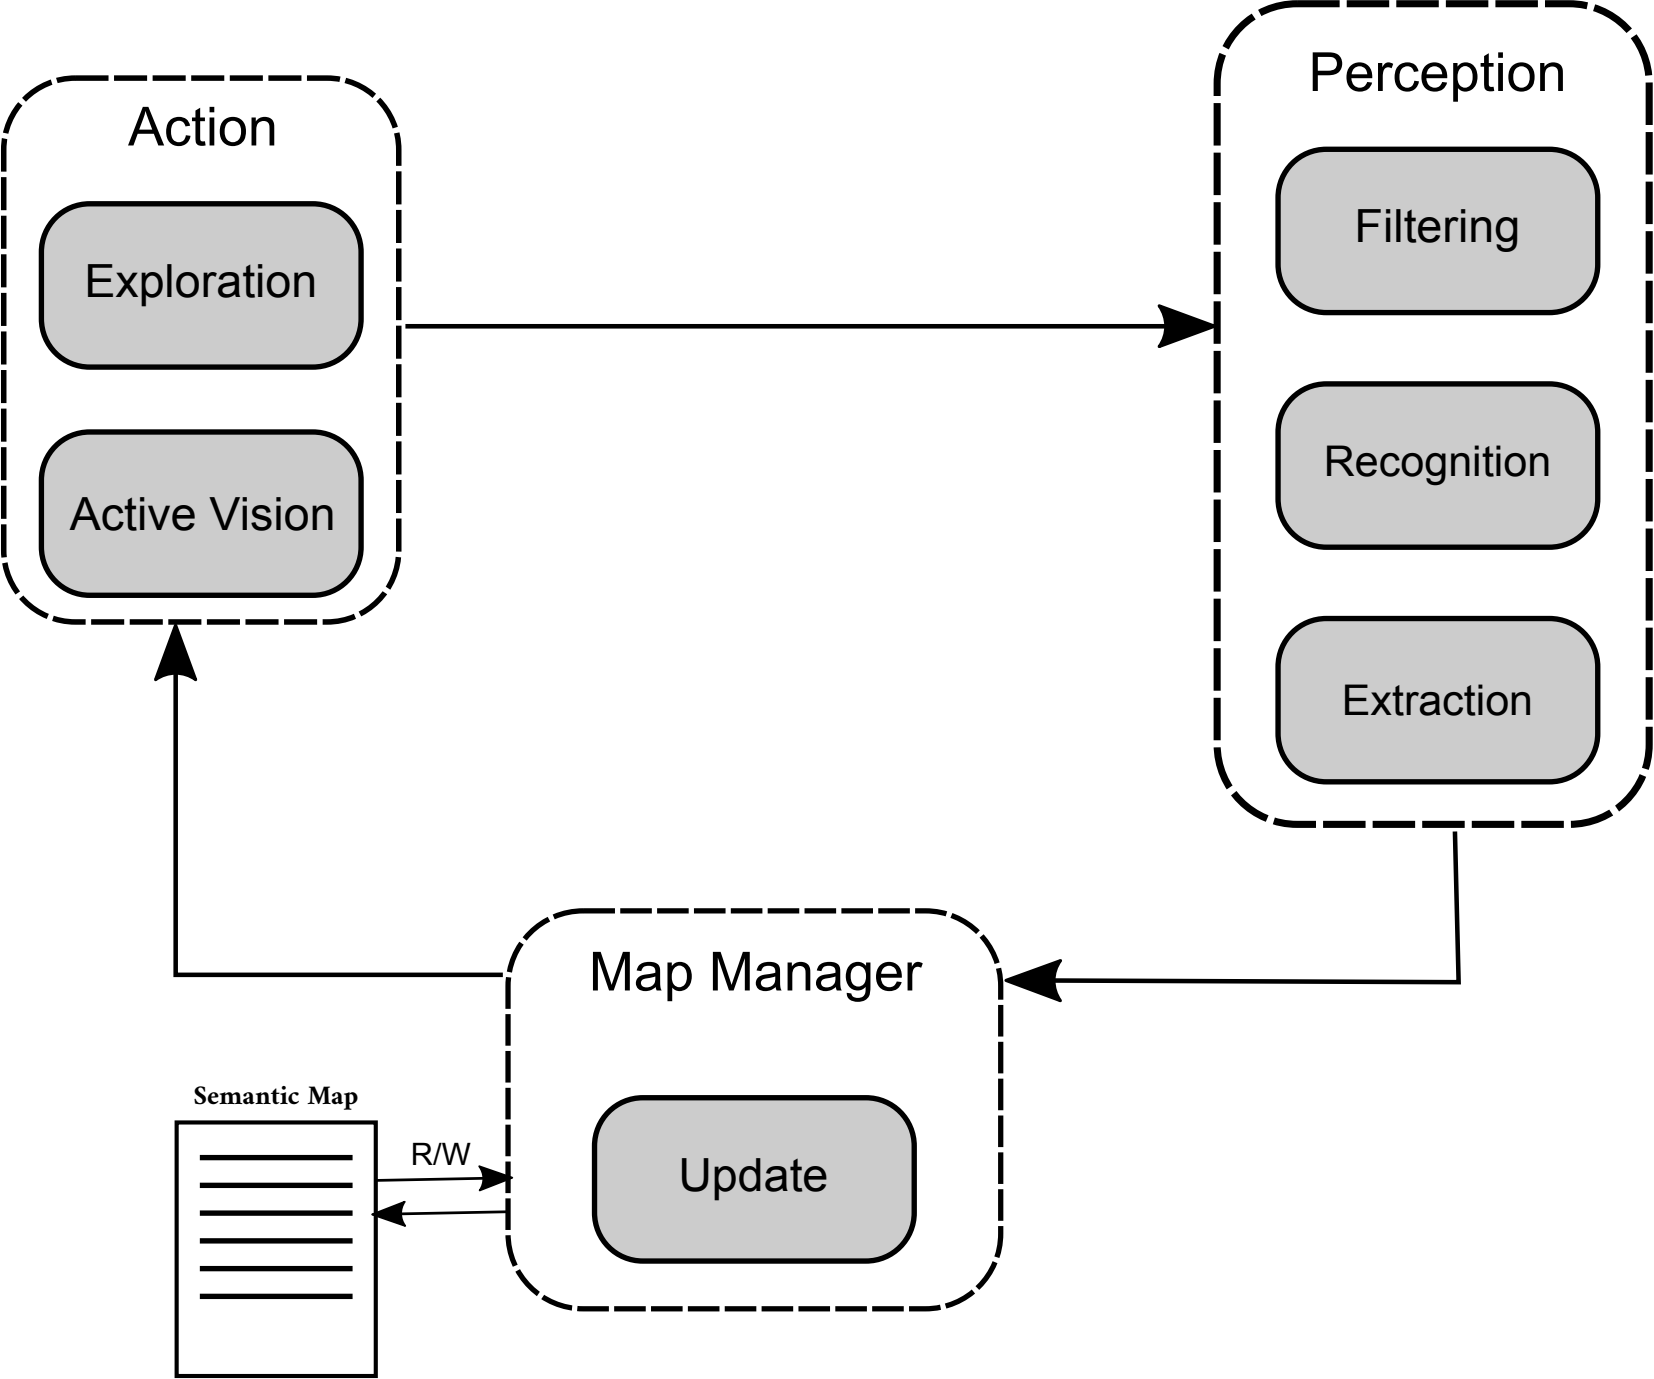 Action
Exploration
Active Vision
Perception
Filtering
Recognition
Extraction
Map Manager
Update
Semantic Map
R/W